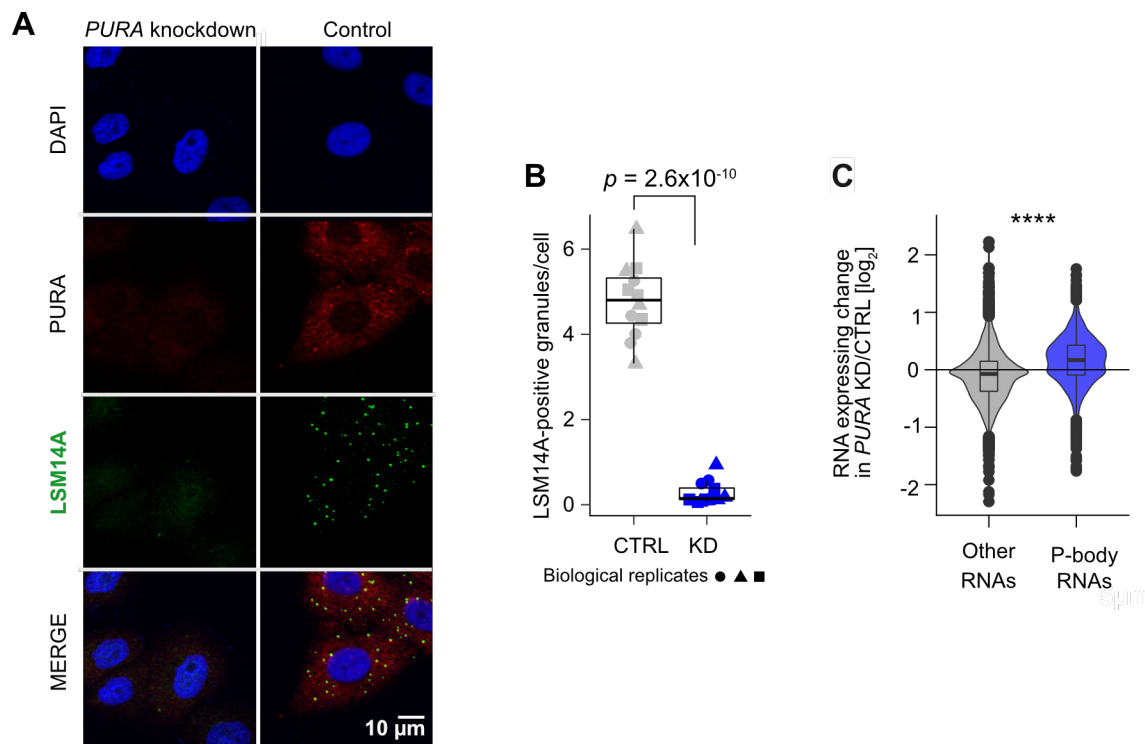 A
PURA knockdown
Control
DAPI
PURA
LSM14A
MERGE
10 µm
B
p = 2.6x10-10
LSM14A-positive granules/cell
6
4
2
0
CTRL KD
Biological replicates ● ▲ ■
C
****
RNA expressing change
in PURA KD/CTRL [log2]
2
1
0
-1
-2
Other
RNAs
P-body
RNAs
5µm